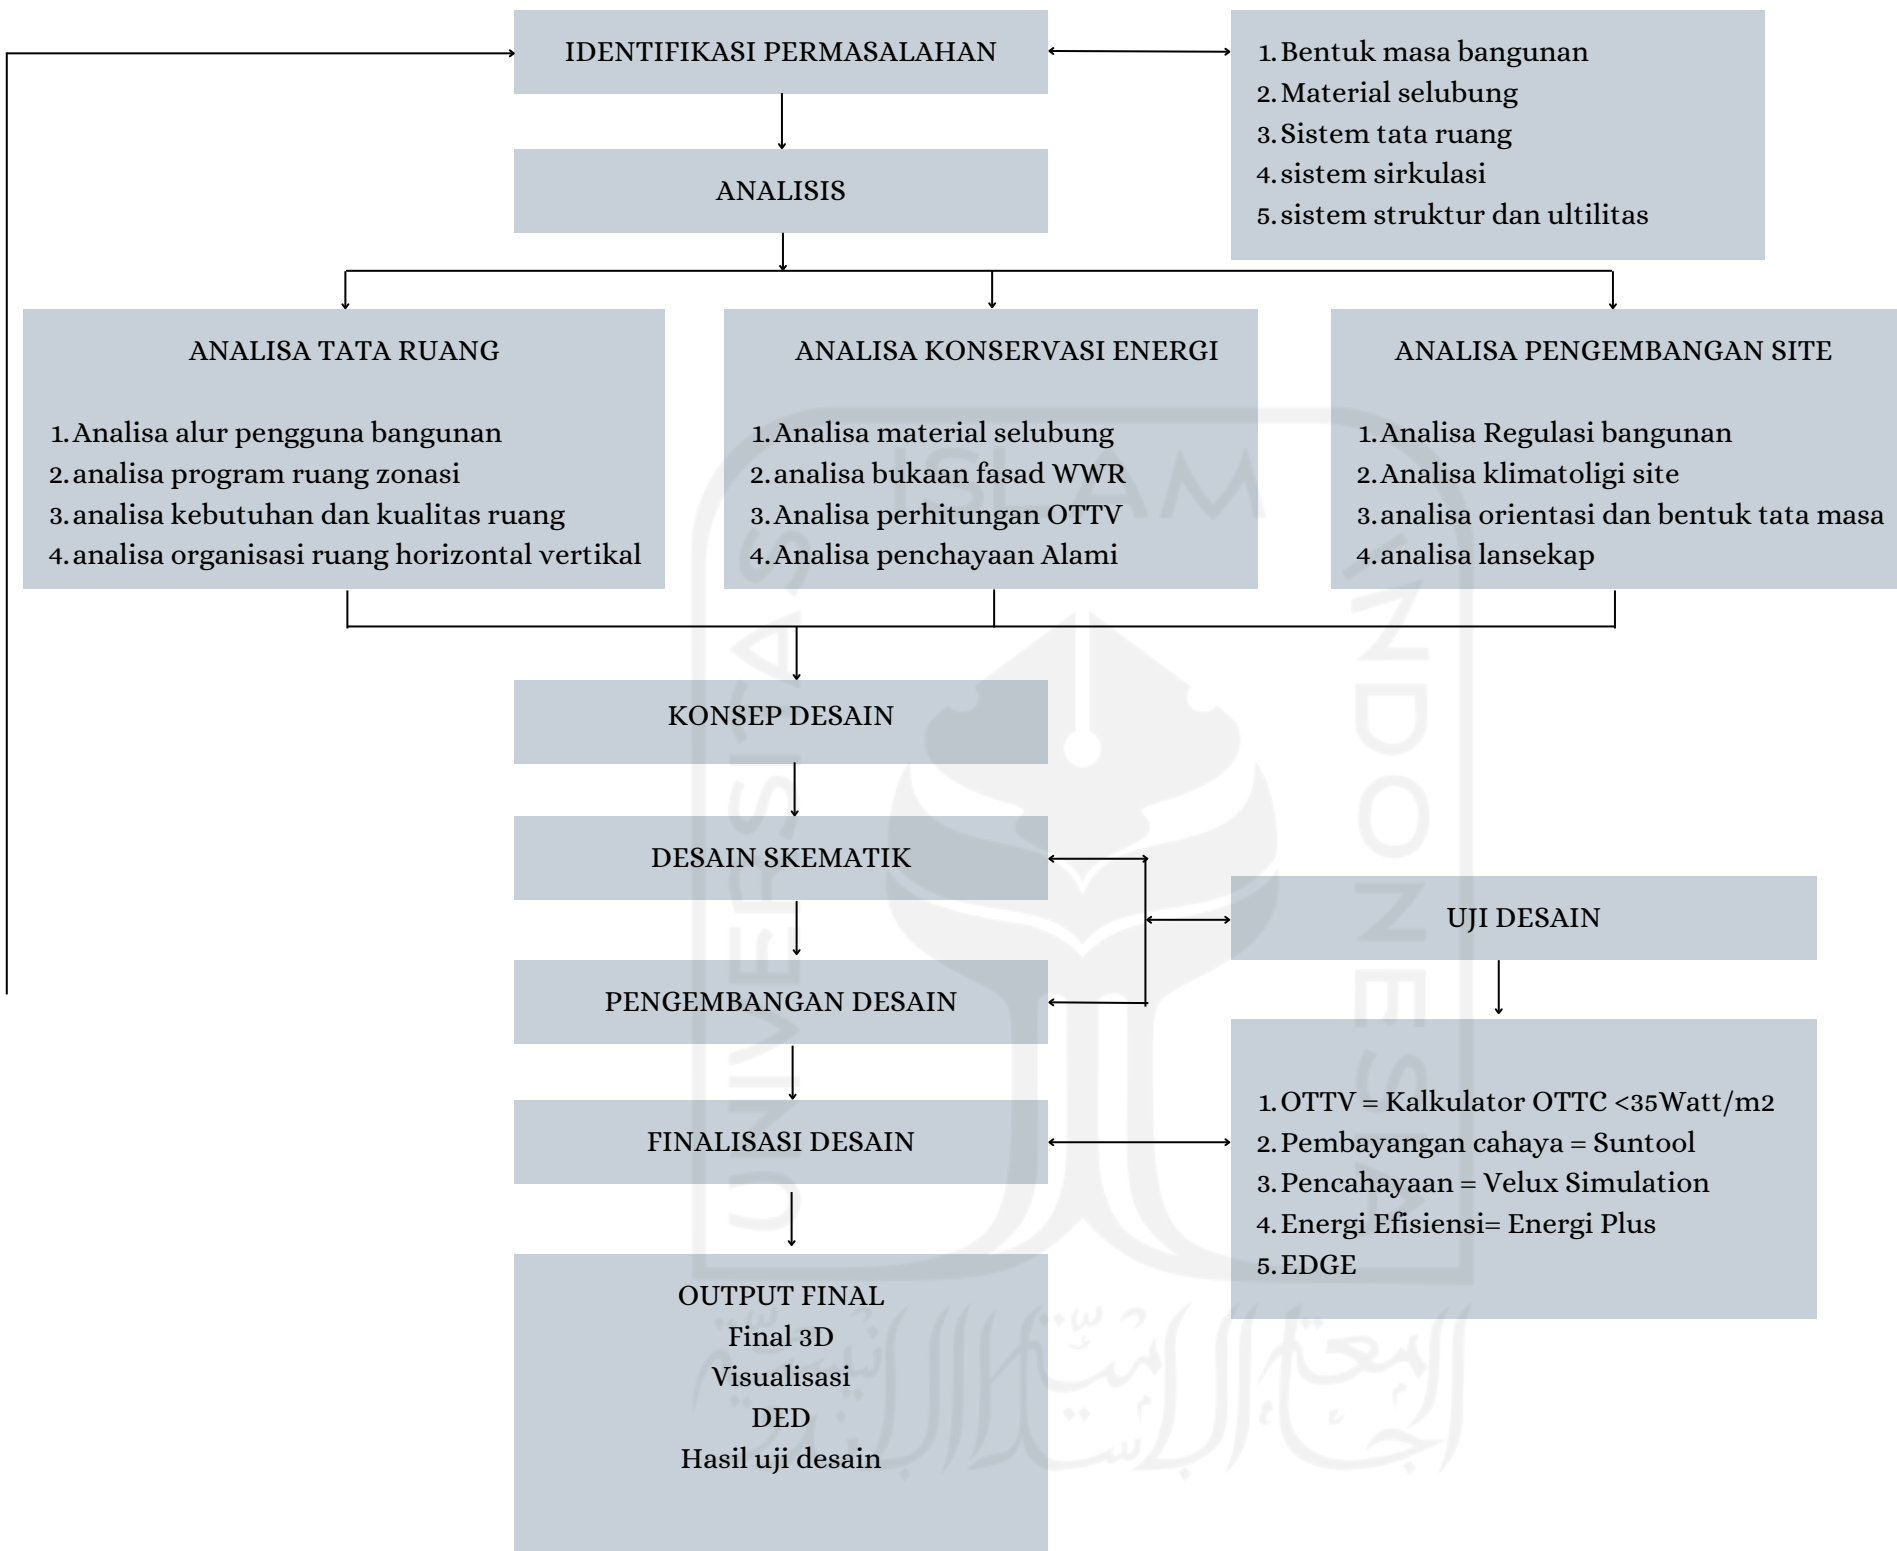 IDENTIFIKASI PERMASALAHAN
1. Bentuk masa bangunan
2. Material selubung
3. Sistem tata ruang
4. sistem sirkulasi
5. sistem struktur dan ultilitas
ANALISIS
ANALISA TATA RUANG
1. Analisa alur pengguna bangunan
2. analisa program ruang zonasi
3. analisa kebutuhan dan kualitas ruang
4. analisa organisasi ruang horizontal vertikal
ANALISA KONSERVASI ENERGI
1. Analisa material selubung
2. analisa bukaan fasad WWR
3. Analisa perhitungan OTTV
4. Analisa penchayaan Alami
ANALISA PENGEMBANGAN SITE
1. Analisa Regulasi bangunan
2. Analisa klimatoligi site
3. analisa orientasi dan bentuk tata masa
4. analisa lansekap
KONSEP DESAIN
DESAIN SKEMATIK
UJI DESAIN
PENGEMBANGAN DESAIN
1. OTTV = Kalkulator OTTC <35Watt/m2
2. Pembayangan cahaya = Suntool
3. Pencahayaan = Velux Simulation
4. Energi Efisiensi= Energi Plus
5. EDGE
FINALISASI DESAIN
OUTPUT FINAL
Final 3D
Visualisasi
DED
Hasil uji desain
UNIVERSITAS
ISLAM
INDONESIA